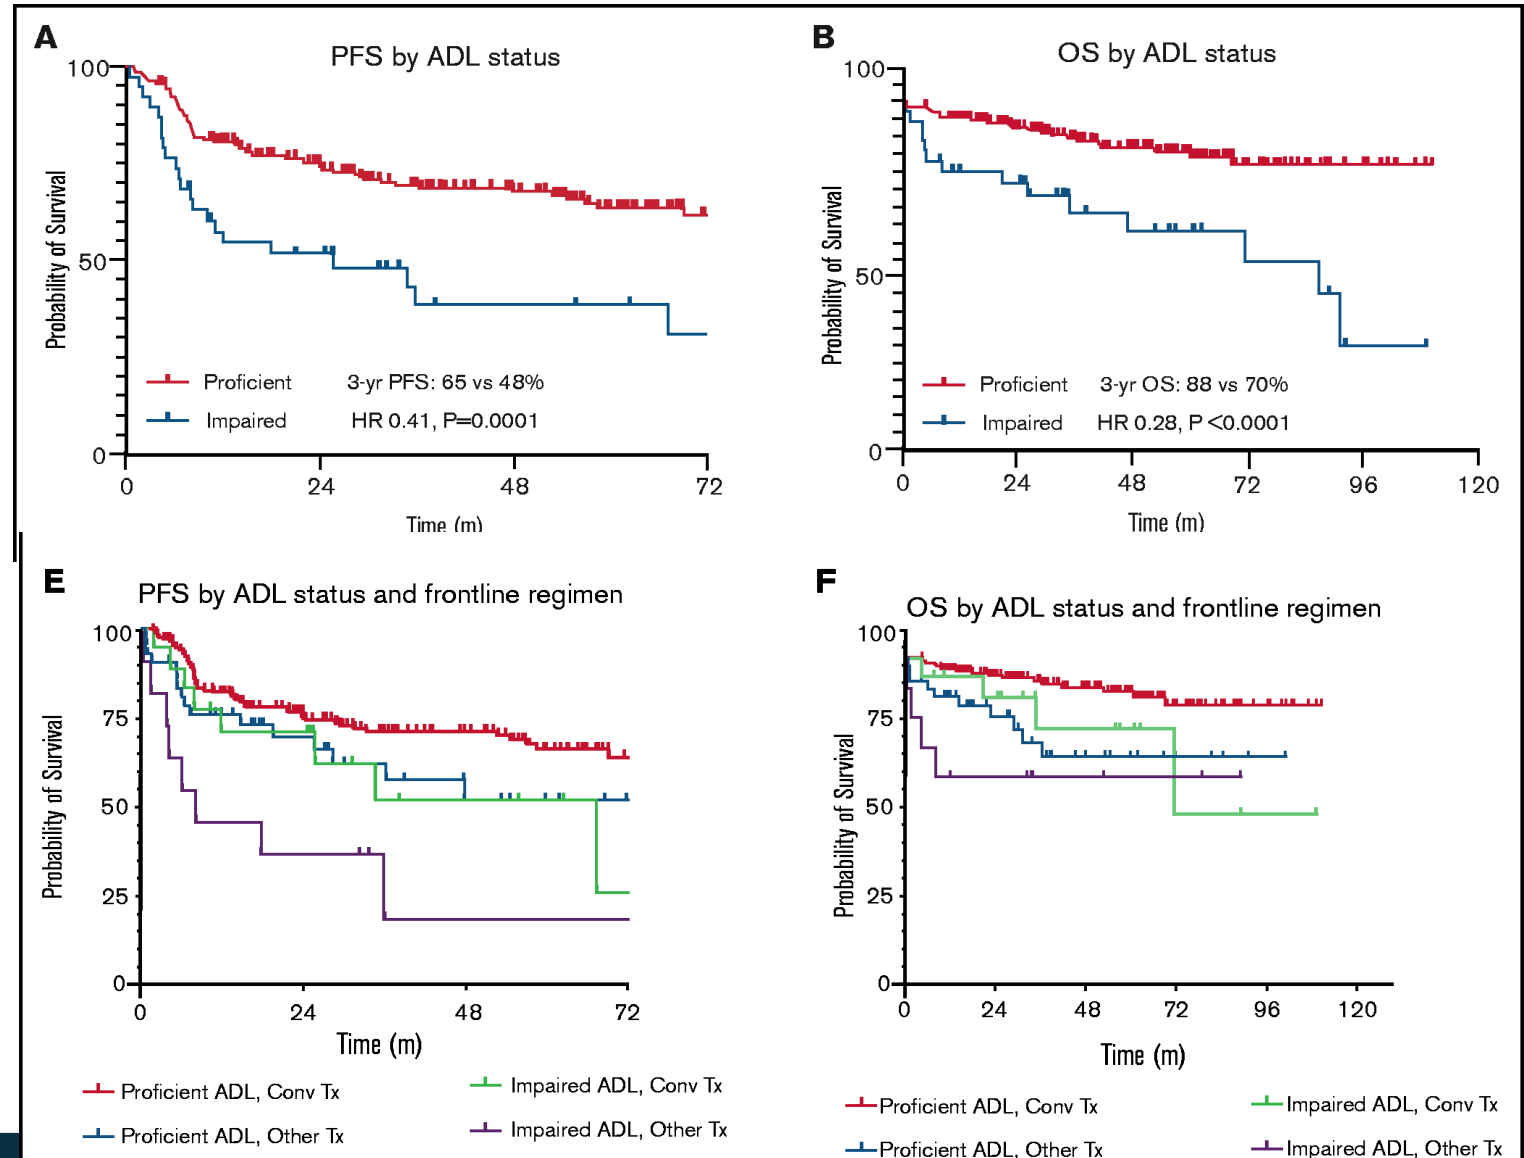 A
PFS by ADL status
100
50
0
Probability of Survival
Proficient
3-yr PFS: 65 vs 48%
Impaired
HR 0.41, P=0.0001
0 24 48 72
Time (m)
B
OS by ADL status
100
50
0
Probability of Survival
Proficient
3-yr OS: 88 vs 70%
Impaired
HR 0.28, P <0.0001
0 24 48 72 96 120
Time (m)
E
PFS by ADL status and frontline regimen
100
75
50
25
0
Probability of Survival
0 24 48 72
Time (m)
Proficient ADL, Conv Tx
Impaired ADL, Conv Tx
Proficient ADL, Other Tx
Impaired ADL, Other Tx
F
OS by ADL status and frontline regimen
100
75
50
25
0
Probability of Survival
0 24 48 72 96 120
Time (m)
Proficient ADL, Conv Tx
Impaired ADL, Conv Tx
Proficient ADL, Other Tx
Impaired ADL, Other Tx